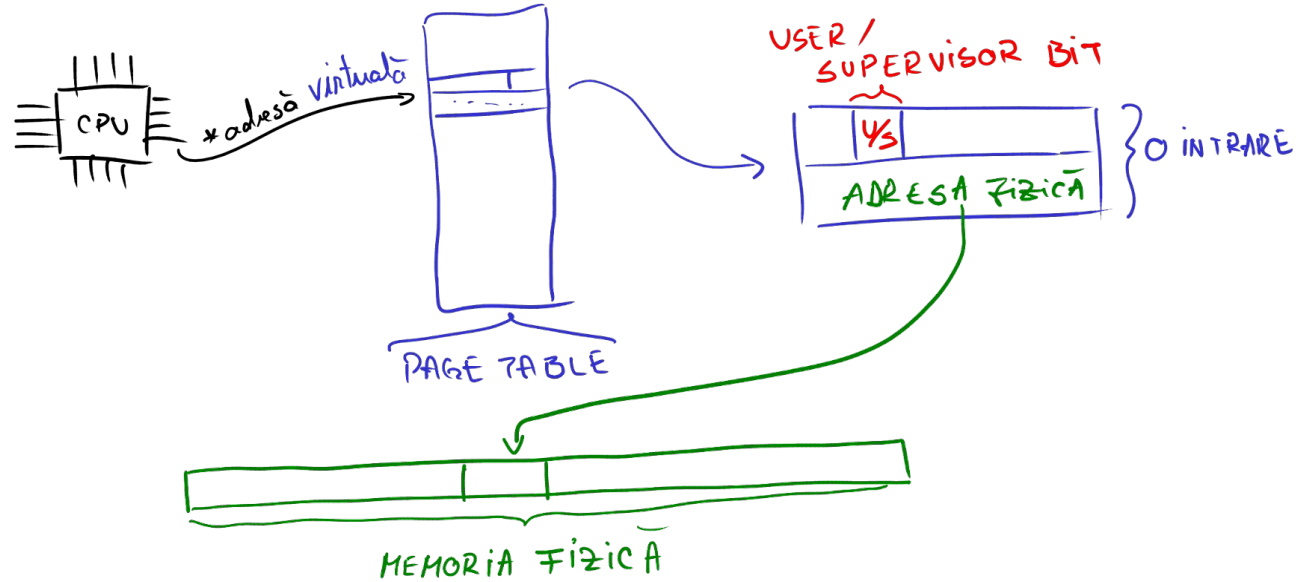 CPU
*adresă virtuală
USER/
SUPERVISOR BIT
U/S
O INTRARE
ADRESA FIZICĂ
PAGE TABLE
MEMORIA FIZICĂ